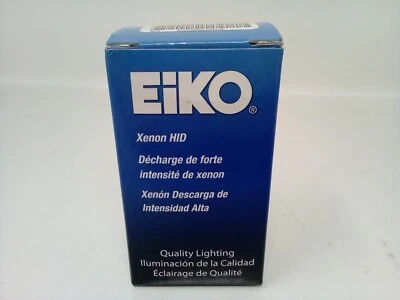 EiKO®
Xenon HID
Décharge de forte
intensité de xenon
Xenón Descarga de
Intensidad Alta
Quality Lighting
Iluminación de la Calidad
Éclairage de Qualité